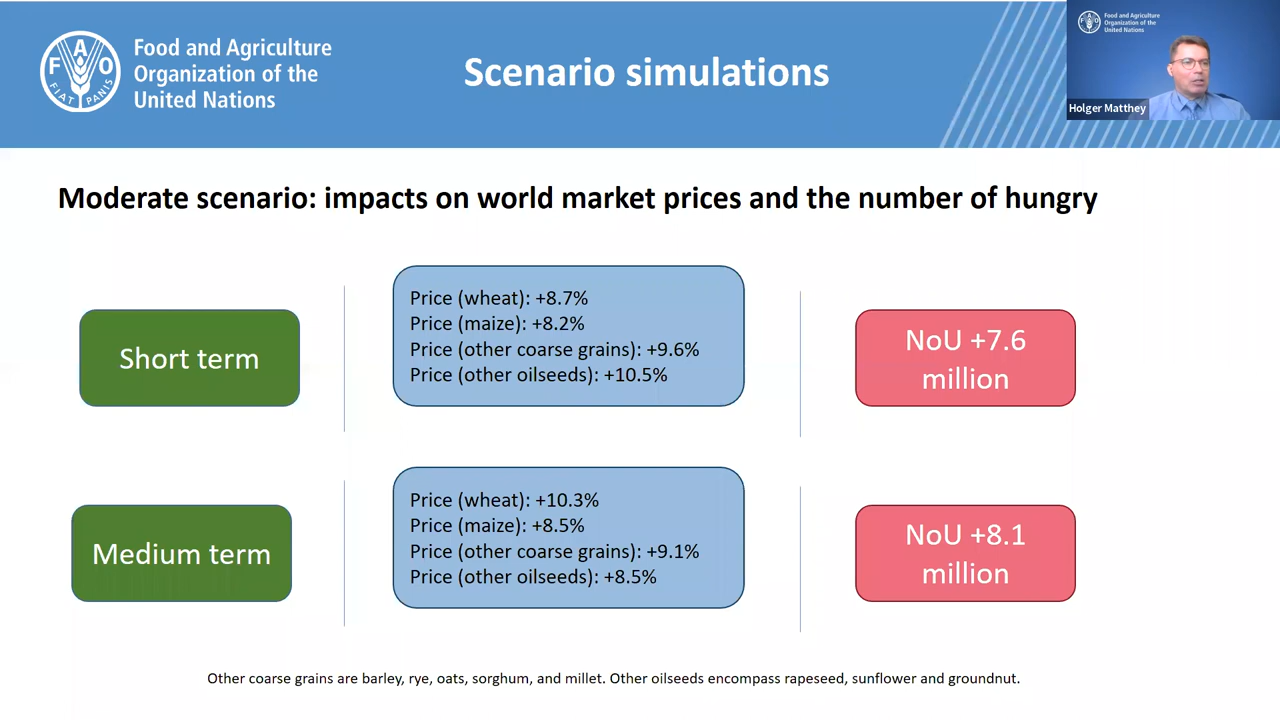 Food and Agriculture
Organization of the
United Nations
F A O
FIAT PANIS
Scenario simulations
Food and Agriculture
Organization of the
United Nations
Holger Matthey
Moderate scenario: impacts on world market prices and the number of hungry
Short term
Price (wheat): +8.7%
Price (maize): +8.2%
Price (other coarse grains): +9.6%
Price (other oilseeds): +10.5%
NoU +7.6
million
Medium term
Price (wheat): +10.3%
Price (maize): +8.5%
Price (other coarse grains): +9.1%
Price (other oilseeds): +8.5%
NoU +8.1
million
Other coarse grains are barley, rye, oats, sorghum, and millet. Other oilseeds encompass rapeseed, sunflower and groundnut.